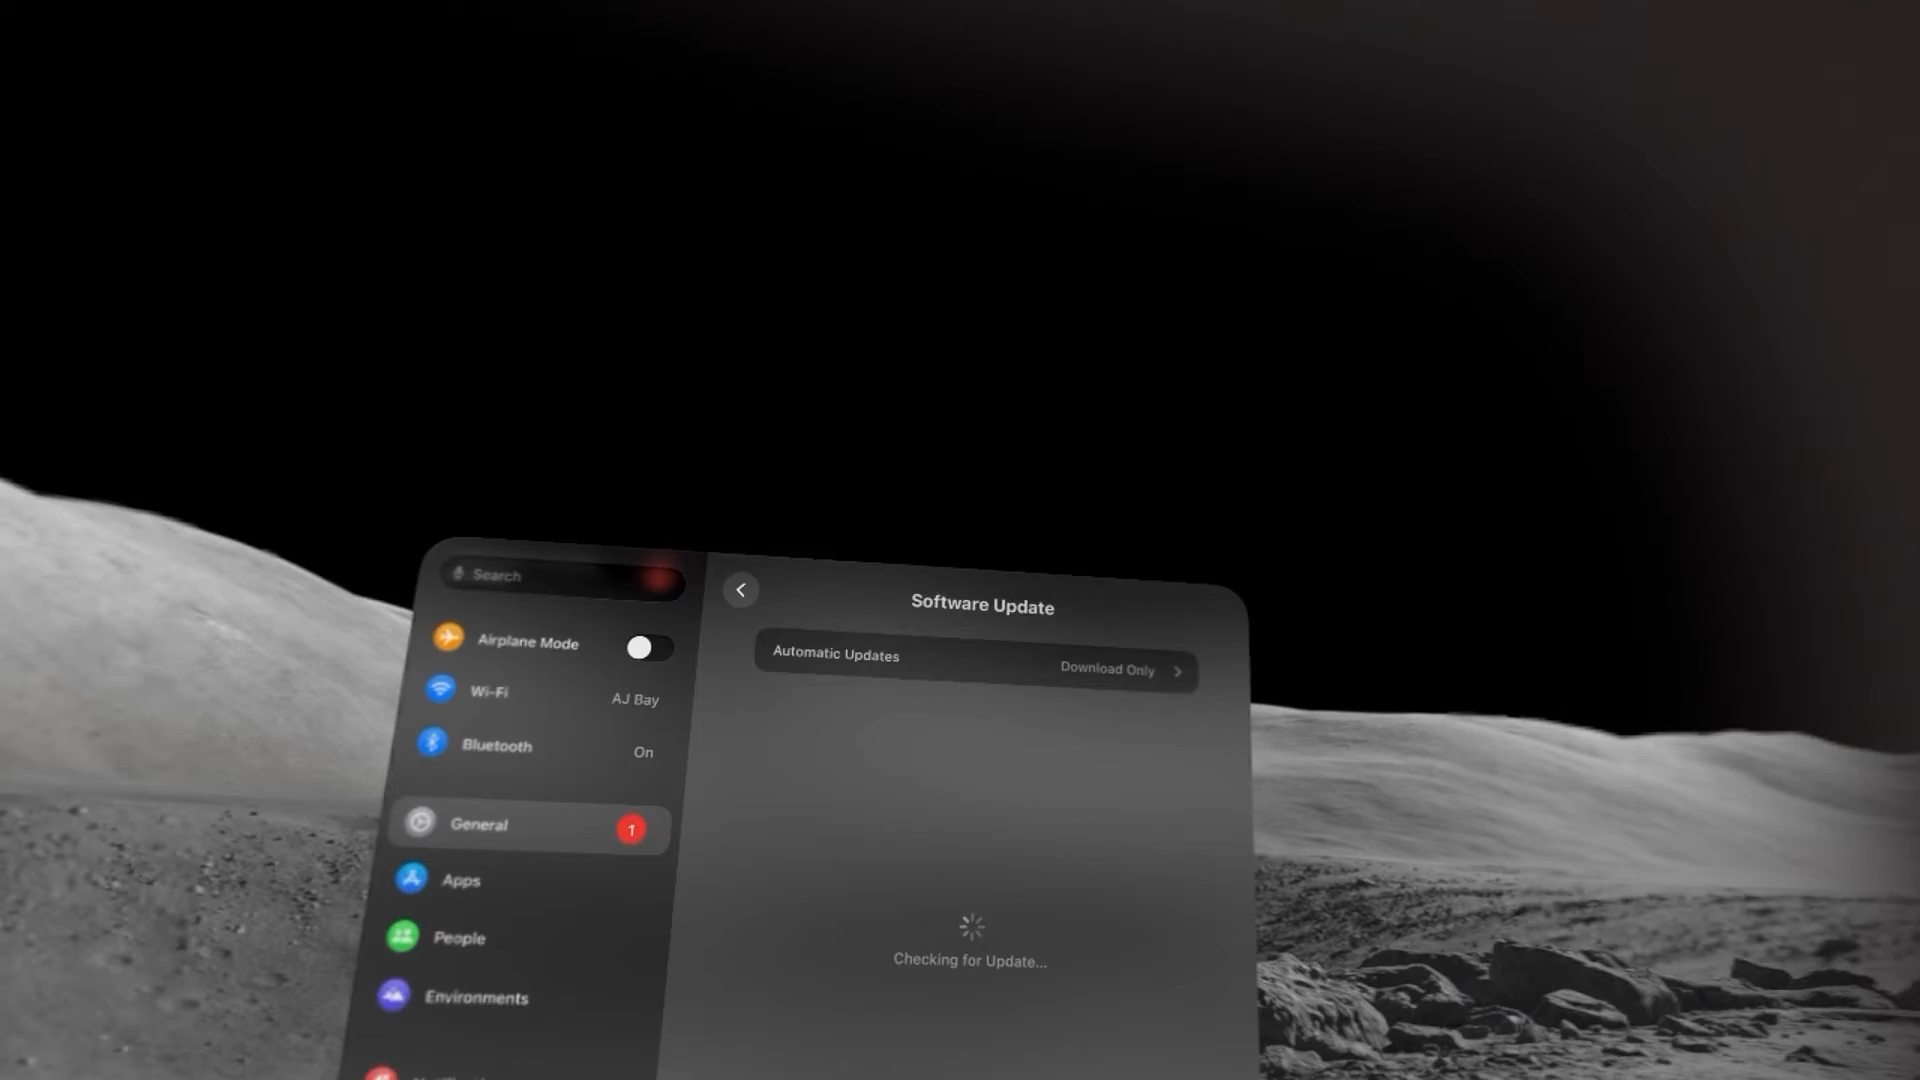 Search
Airplane Mode
Wi-Fi
AJ Bay
Bluetooth
On
General
1
Apps
People
Environments
Software Update
Automatic Updates
Download Only
Checking for Update...